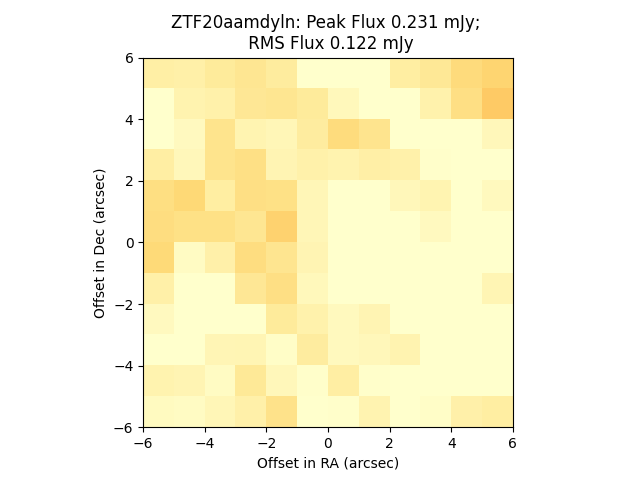 ZTF20aamdyln: Peak Flux 0.231 mJy;
RMS Flux 0.122 mJy
6
4
2
0
−2
−4
−6
Offset in Dec (arcsec)
−6 −4 −2 0 2 4 6
Offset in RA (arcsec)